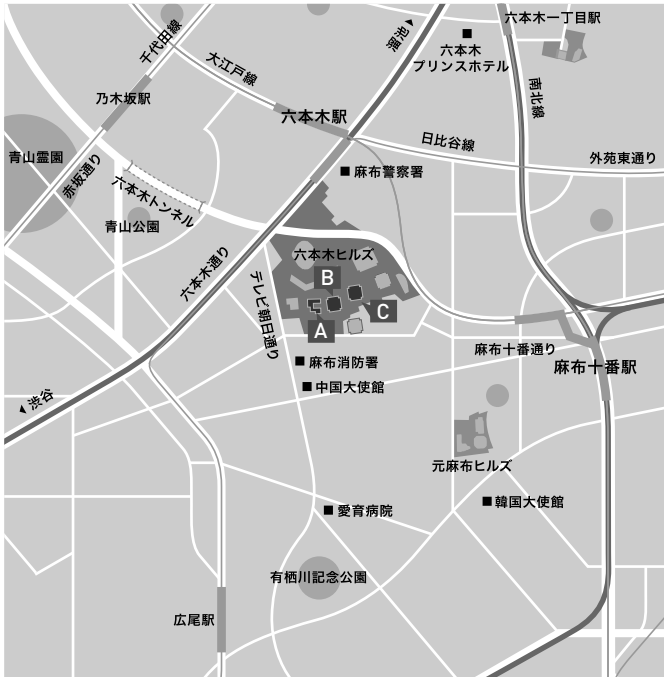 六本木一丁目駅
千代田線
溜池
六本木
プリンスホテル
大江戸線
南北線
乃木坂駅
六本木駅
日比谷線
外苑東通り
青山霊園
赤坂通り
麻布警察署
六本木トンネル
青山公園
六本木通り
六本木ヒルズ
B
テレビ朝日通り
C
A
麻布十番通り
麻布十番駅
麻布消防署
中国大使館
渋谷
元麻布ヒルズ
韓国大使館
愛育病院
有栖川記念公園
広尾駅